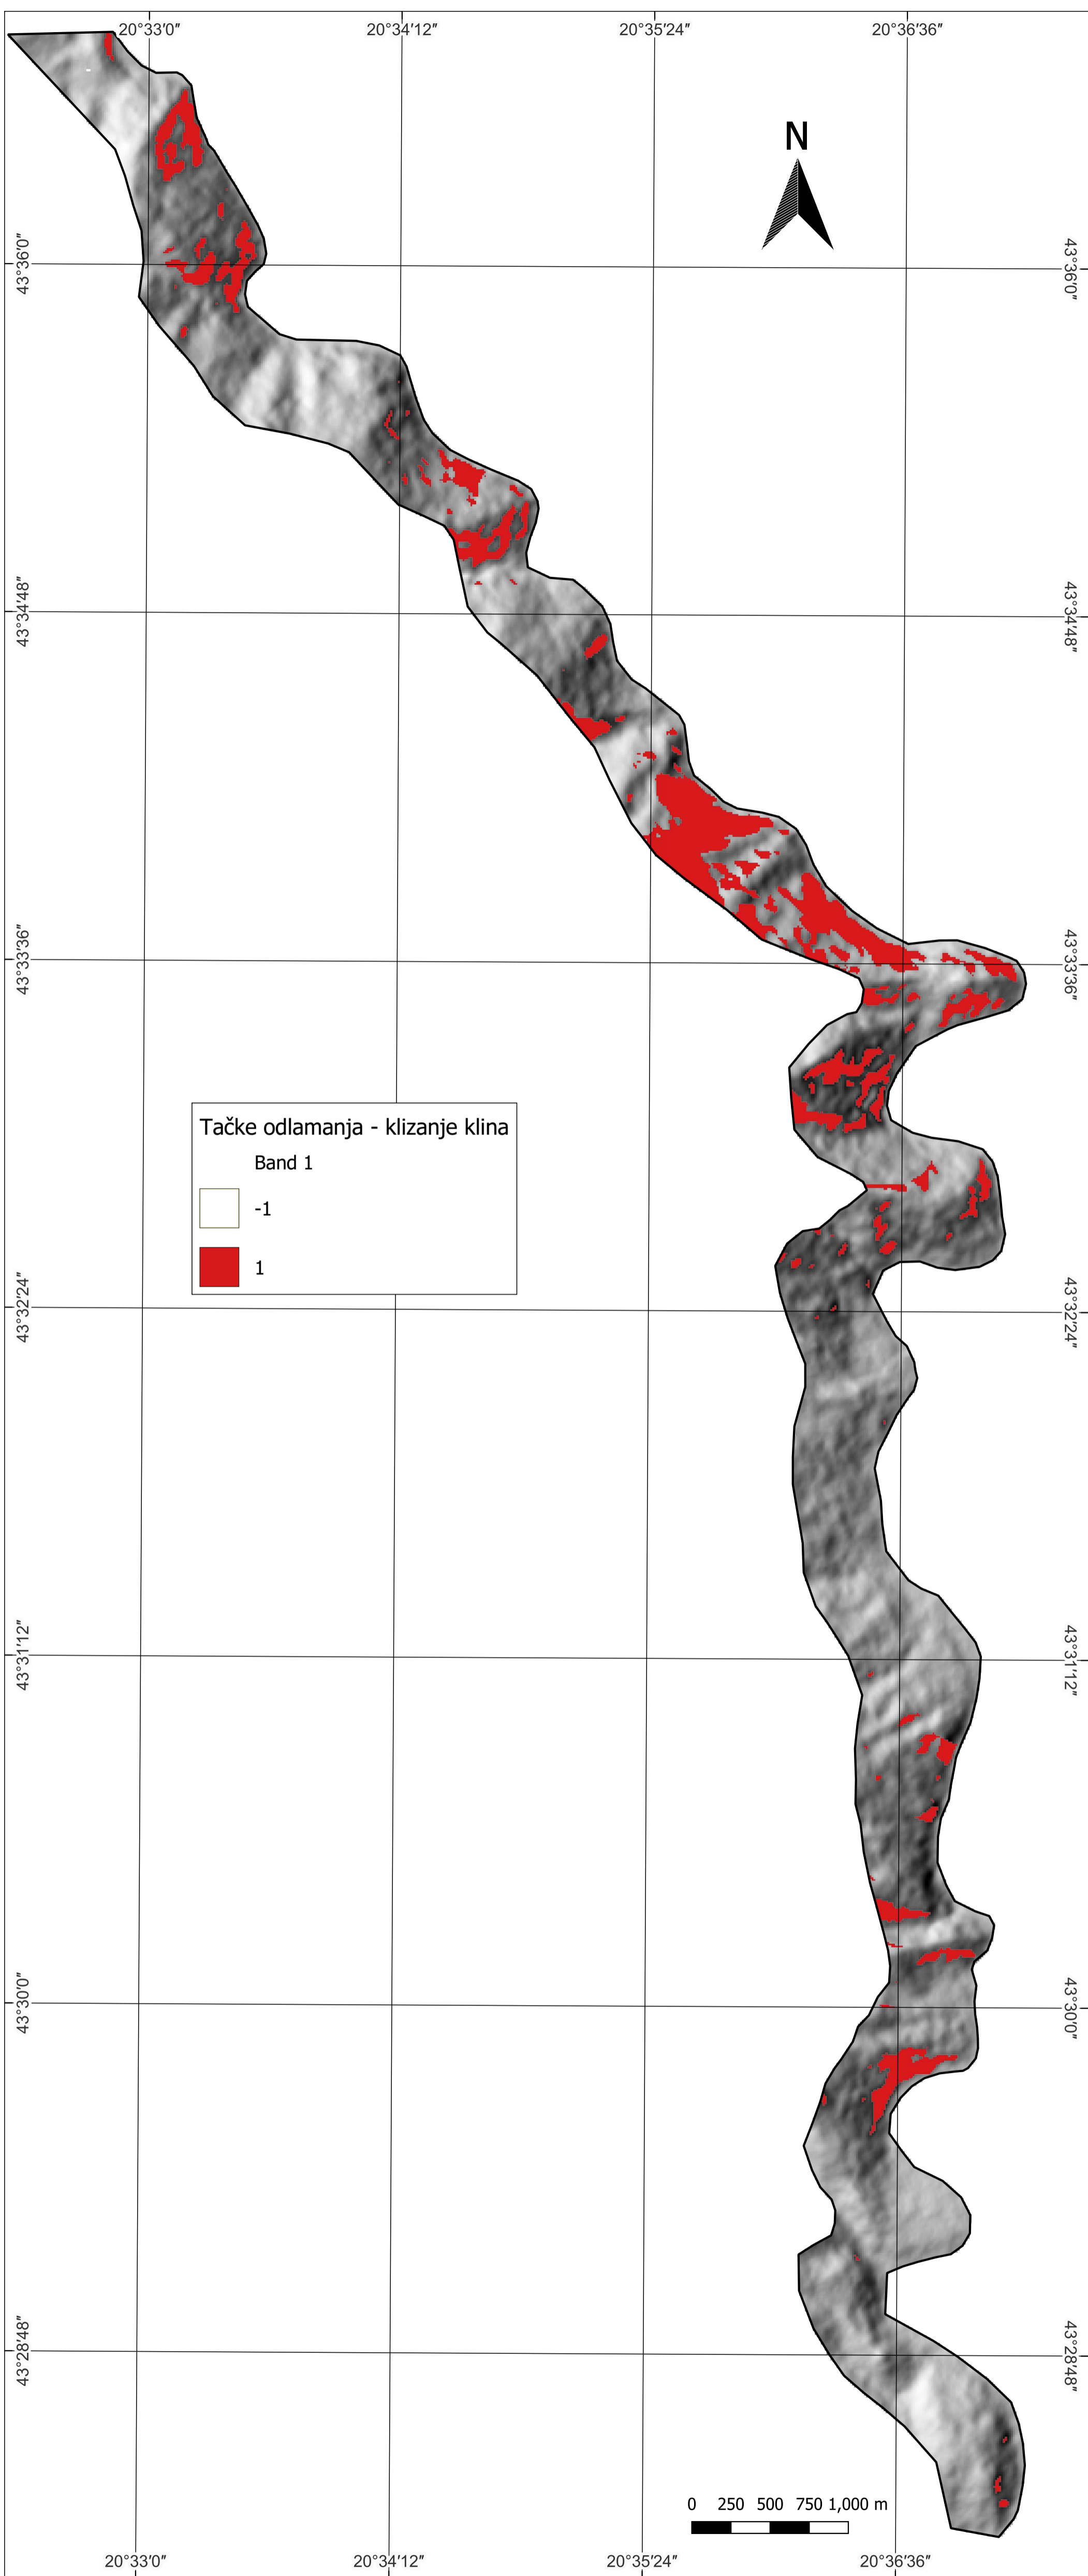 20°33′0″ 20°34′12″ 20°35′24″ 20°36′36″
N
43°36′0″ 43°36′0″
43°34′48″ 43°34′48″
43°33′36″ 43°33′36″
Tačke odlamanja - klizanje klina
Band 1
-1
1
43°32′24″ 43°32′24″
43°31′12″ 43°31′12″
43°30′0″ 43°30′0″
43°28′48″ 43°28′48″
0 250 500 750 1,000 m
20°33′0″ 20°34′12″ 20°35′24″ 20°36′36″